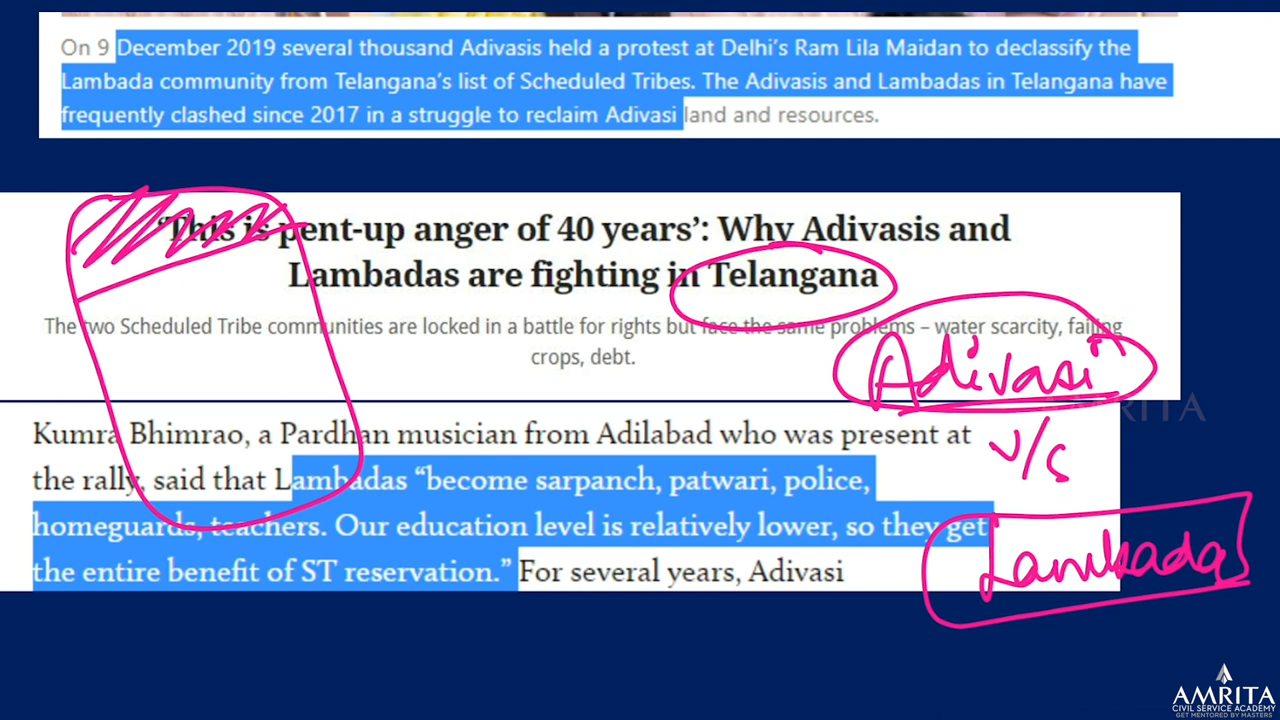 On 9 December 2019 several thousand Adivasis held a protest at Delhi's Ram Lila Maidan to declassify the
Lambada community from Telangana's list of Scheduled Tribes. The Adivasis and Lambadas in Telangana have
frequently clashed since 2017 in a struggle to reclaim Adivasi land and resources.
'This is pent-up anger of 40 years': Why Adivasis and
Lambadas are fighting in Telangana
The two Scheduled Tribe communities are locked in a battle for rights but face the same problems – water scarcity, failing
crops, debt.
Adivasi
AMRITA
Kumra Bhimrao, a Pardhan musician from Adilabad who was present at
the rally, said that Lambadas “become sarpanch, patwari, police,
homeguards, teachers. Our education level is relatively lower, so they get
the entire benefit of ST reservation.” For several years, Adivasi
v/s
Lambada
AMRITA
CIVIL SERVICE ACADEMY
GET MENTORED BY MASTERS